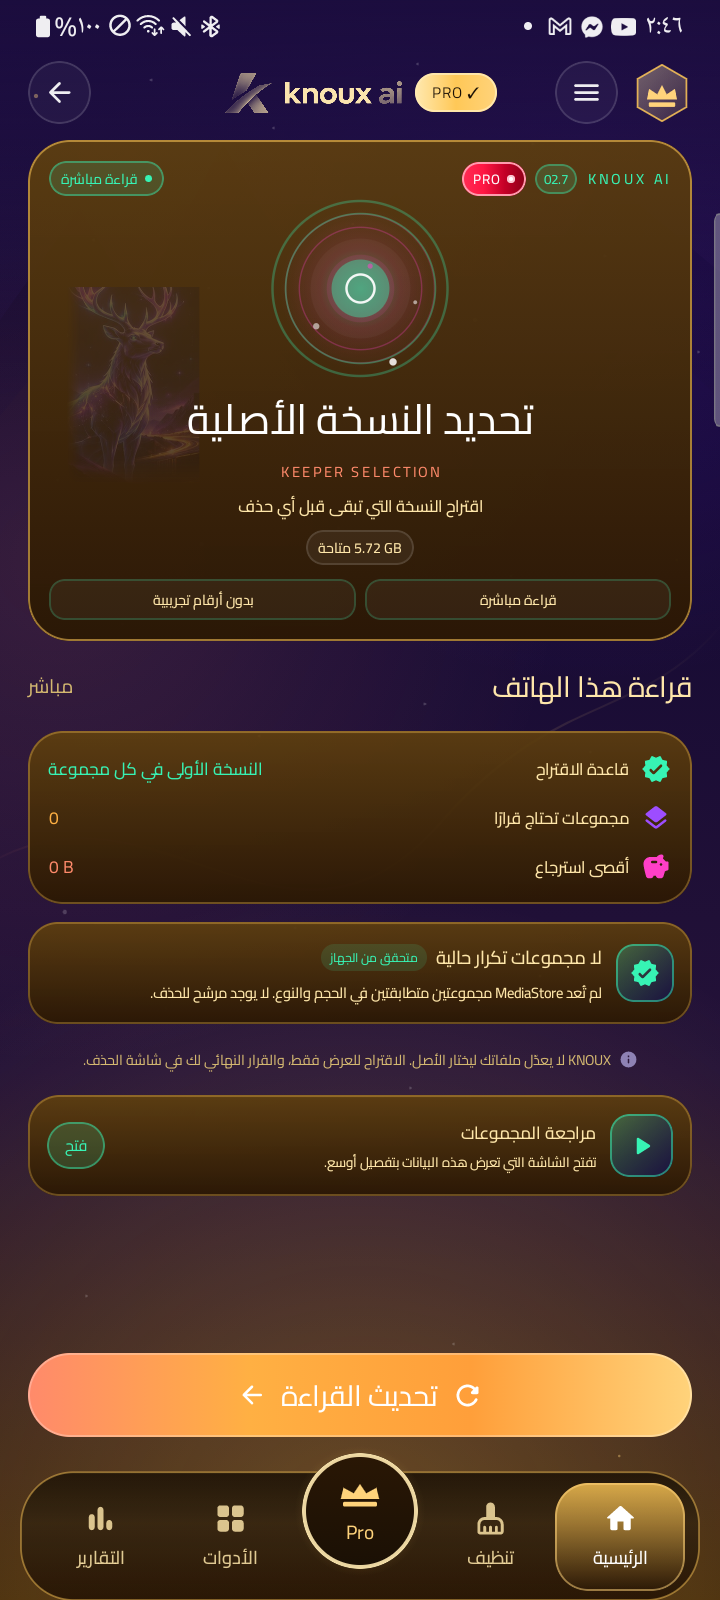 ٢:٤٦
%١٠٠
knoux ai
PRO ✓
KNOUX AI
02.7
PRO
قراءة مباشرة
تحديد النسخة الأصلية
KEEPER SELECTION
اقتراح النسخة التي تبقى قبل أي حذف
5.72 GB متاحة
قراءة مباشرة
بدون أرقام تجريبية
قراءة هذا الهاتف
مباشر
قاعدة الاقتراح
النسخة الأولى في كل مجموعة
مجموعات تحتاج قرارًا
0
أقصى استرجاع
0 B
لا مجموعات تكرار حالية
متحقق من الجهاز
لم تُعد MediaStore مجموعتين متطابقتين في الحجم والنوع. لا يوجد مرشح للحذف.
KNOUX لا يعدّل ملفاتك ليختار الأصل. الاقتراح للعرض فقط، والقرار النهائي لك في شاشة الحذف.
مراجعة المجموعات
تفتح الشاشة التي تعرض هذه البيانات بتفصيل أوسع.
فتح
تحديث القراءة
الرئيسية
تنظيف
Pro
الأدوات
التقارير